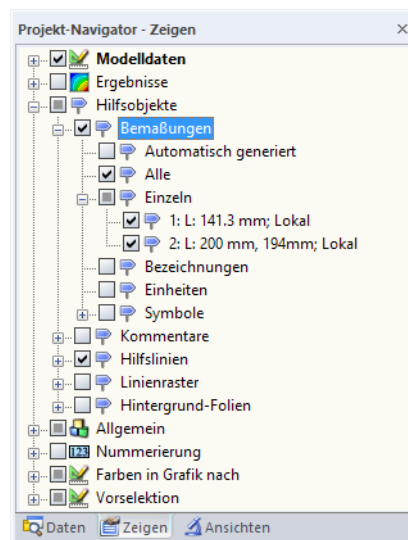 Projekt-Navigator - Zeigen
Modelldaten
Ergebnisse
Hilfsobjekte
Bemaßungen
Automatisch generiert
Alle
Einzeln
1: L: 141.3 mm; Lokal
2: L: 200 mm, 194mm; Lokal
Bezeichnungen
Einheiten
Symbole
Kommentare
Hilfslinien
Linienraster
Hintergrund-Folien
Allgemein
123 Nummerierung
Farben in Grafik nach
Vorselektion
Daten Zeigen Ansichten